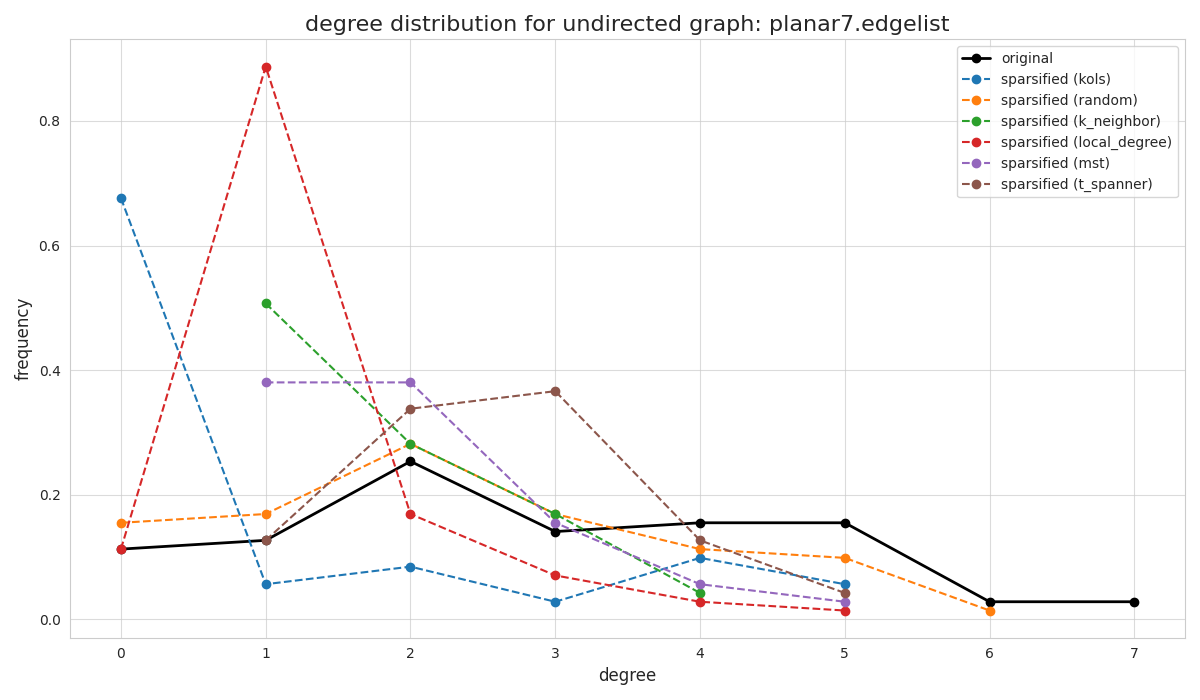 degree distribution for undirected graph: planar7.edgelist
original
sparsified (kols)
sparsified (random)
sparsified (k_neighbor)
sparsified (local_degree)
sparsified (mst)
sparsified (t_spanner)
frequency
0.8
0.6
0.4
0.2
0.0
0 1 2 3 4 5 6 7
degree